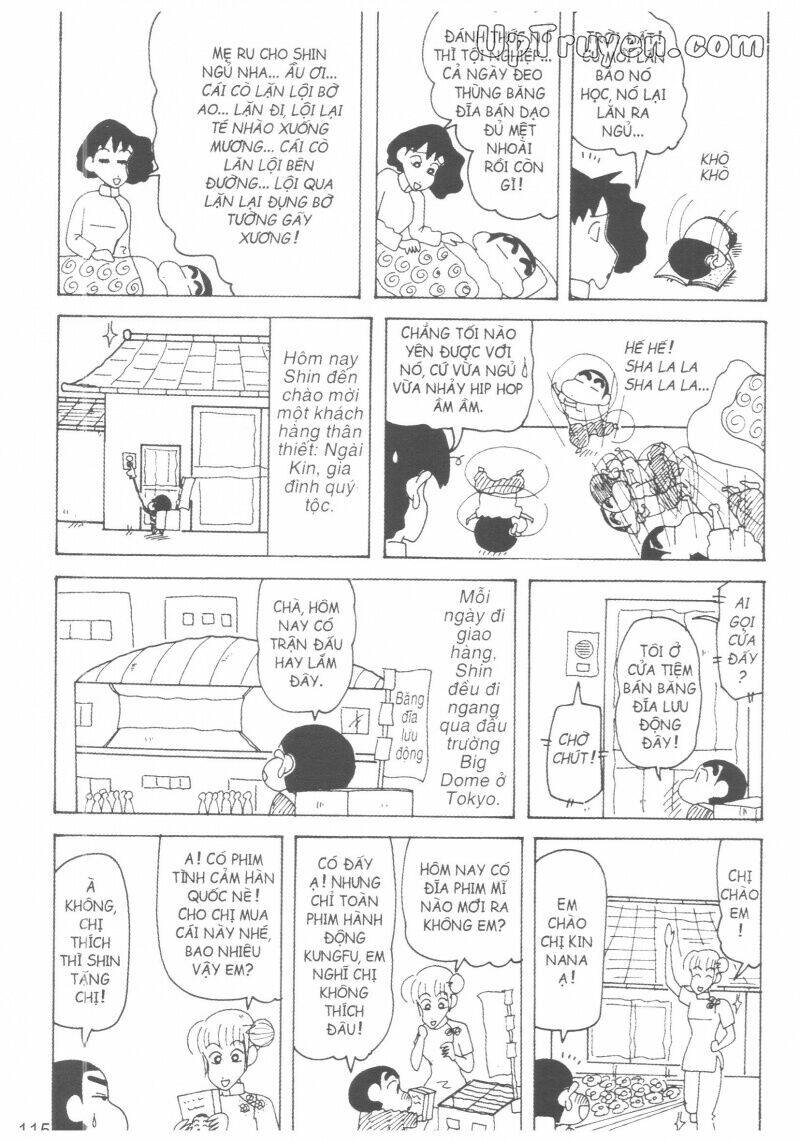 UpTruyen.com
TRỜI ĐẤT!
CỨ MỖI LẦN
BẢO NÓ
HỌC, NÓ LẠI
LĂN RA
NGỦ...
KHÒ
KHÒ
ĐÁNH THỨC NÓ
THÌ TỘI NGHIỆP...
CẢ NGÀY ĐEO
THÙNG BĂNG
ĐĨA BÁN DẠO
ĐỦ MỆT
NHOÀI
RỒI CÒN
GÌ!
MẸ RU CHO SHIN
NGỦ NHA... ẦU ƠI...
CÁI CÒ LẶN LỘI BỜ
AO... LẶN ĐI, LỘI LẠI
TÉ NHÀO XUỐNG
MƯƠNG... CÁI CÒ
LẶN LỘI BÊN
ĐƯỜNG... LỘI QUA
LẶN LẠI ĐỤNG BỜ
TƯỜNG GÃY
XƯƠNG!
HẾ HẾ!
SHA LA LA
SHA LA LA...
CHẲNG TỐI NÀO
YÊN ĐƯỢC VỚI
NÓ, CỨ VỪA NGỦ
VỪA NHẢY HIP HOP
ẦM ẦM.
Hôm nay
Shin đến
chào mời
một khách
hàng thân
thiết: Ngài
Kin, gia
đình quý
tộc.
AI
GỌI
CỬA
ĐẤY
?
TÔI Ở
CỬA TIỆM
BÁN BĂNG
ĐĨA LƯU
ĐỘNG
ĐÂY!
CHỜ
CHÚT!
Mỗi
ngày đi
giao
hàng,
Shin
đều đi
ngang
qua đấu
trường
Big
Dome ở
Tokyo.
CHÀ, HÔM
NAY CÓ
TRẬN ĐẤU
HAY LẮM
ĐÂY.
Băng
đĩa
lưu
động
CHỊ
CHÀO
EM
!
EM
CHÀO
CHỊ KIN
NANA
Ạ!
HÔM NAY CÓ
ĐĨA PHIM MĨ
NÀO MỚI RA
KHÔNG EM?
CÓ ĐẤY
Ạ! NHƯNG
CHỈ TOÀN
PHIM HÀNH
ĐỘNG
KUNGFU, EM
NGHĨ CHỊ
KHÔNG
THÍCH
ĐÂU!
A! CÓ PHIM
TÌNH CẢM HÀN
QUỐC NÈ!
CHO CHỊ MUA
CÁI NÀY NHÉ,
BAO NHIÊU
VẬY EM?
À
KHÔNG,
CHỊ
THÍCH
THÌ SHIN
TẶNG
CHỊ!
115